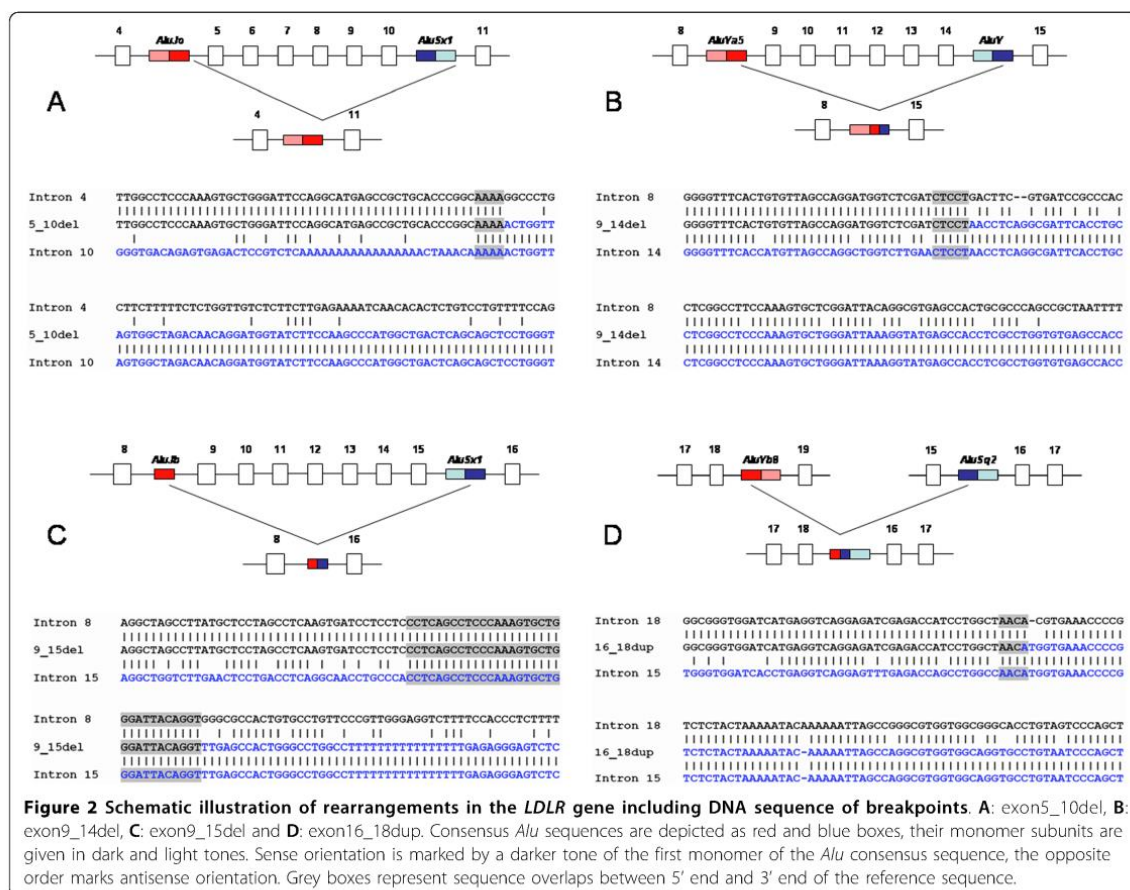 4 AluJo 5 6 7 8 9 10 AluSx1 11
A
4 11
Intron 4 TTGGCCTCCCAAAGTGCTGGGATTCCAGGCATGAGCCGCTGCACCCGGCAAAAGGCCCTG
5_10del TTGGCCTCCCAAAGTGCTGGGATTCCAGGCATGAGCCGCTGCACCCGGCAAAAACTGGTT
Intron 10 GGGTGACAGAGTGAGACTCCGTCTCAAAAAAAAAAAAAAAAAACTAAACAAAAAACTGGTT
Intron 4 CTTCTTTTTCTCTGGTTGTCTCTTCTTGAGAAAATCAACACACTCTGTCCTGTTTTCCAG
5_10del AGTGGCTAGACAACAGGATGGTATCTTCCAAGCCCATGGCTGACTCAGCAGCTCCTGGGT
Intron 10 AGTGGCTAGACAACAGGATGGTATCTTCCAAGCCCATGGCTGACTCAGCAGCTCCTGGGT
8 AluYa5 9 10 11 12 13 14 AluY 15
B
8 15
Intron 8 GGGGTTTCACTGTGTTAGCCAGGATGGTCTCGATCTCCTGACTTC--GTGATCCGCCCAC
9_14del GGGGTTTCACTGTGTTAGCCAGGATGGTCTCGATCTCCTAACCTCAGGCGATTCACCTGC
Intron 14 GGGGTTTCACCATGTTAGCCAGGCTGGTCTTGAACTCCTAACCTCAGGCGATTCACCTGC
Intron 8 CTCGGCCTTCCAAAGTGCTCGGATTACAGGCGTGAGCCACTGCGCCCAGCCGCTAATTTT
9_14del CTCGGCCTCCCAAAGTGCTGGGATTAAAGGTATGAGCCACCTCGCCTGGTGTGAGCCACC
Intron 14 CTCGGCCTCCCAAAGTGCTGGGATTAAAGGTATGAGCCACCTCGCCTGGTGTGAGCCACC
8 AluJb 9 10 11 12 13 14 15 AluSx1 16
C
8 16
Intron 8 AGGCTAGCCTTATGCTCCTAGCCTCAAGTGATCCTCCTCCCTCAGCCTCCCAAAGTGCTG
9_15del AGGCTAGCCTTATGCTCCTAGCCTCAAGTGATCCTCCTCCCTCAGCCTCCCAAAGTGCTG
Intron 15 AGGCTGGTCTTGAACTCCTGACCTCAGGCAACCTGCCCACCTCAGCCTCCCAAAGTGCTG
Intron 8 GGATTACAGGTGGGCGCCACTGTGCCTGTTCCCGTTGGGAGGTCTTTTCCACCCTCTTTT
9_15del GGATTACAGGTTTGAGCCACTGGGCCTGGCCTTTTTTTTTTTTTTTTGAGAGGGAGTCTC
Intron 15 GGATTACAGGTTTGAGCCACTGGGCCTGGCCTTTTTTTTTTTTTTTTGAGAGGGAGTCTC
17 18 AluYb8 19 15 AluSq2 16 17
D
17 18 16 17
Intron 18 GGCGGGTGGATCATGAGGTCAGGAGATCGAGACCATCCTGGCTAACA-CGTGAAACCCCG
16_18dup GGCGGGTGGATCATGAGGTCAGGAGATCGAGACCATCCTGGCTAACATGGTGAAACCCCG
Intron 15 TGGGTGGATCACCTGAGGTCAGGAGTTTGAGACCAGCCTGGCCAACATGGTGAAACCCCG
Intron 18 TCTCTACTAAAAATACAAAAAATTAGCCGGGCGTGGTGGCGGGCACCTGTAGTCCCAGCT
16_18dup TCTCTACTAAAAATAC-AAAAATTAGCCAGGCGTGGTGGCAGGTGCCTGTAATCCCAGCT
Intron 15 TCTCTACTAAAAATAC-AAAAATTAGCCAGGCGTGGTGGCAGGTGCCTGTAATCCCAGCT
Figure 2 Schematic illustration of rearrangements in the LDLR gene including DNA sequence of breakpoints. A: exon5_10del, B:
exon9_14del, C: exon9_15del and D: exon16_18dup. Consensus Alu sequences are depicted as red and blue boxes, their monomer subunits are
given in dark and light tones. Sense orientation is marked by a darker tone of the first monomer of the Alu consensus sequence, the opposite
order marks antisense orientation. Grey boxes represent sequence overlaps between 5' end and 3' end of the reference sequence.